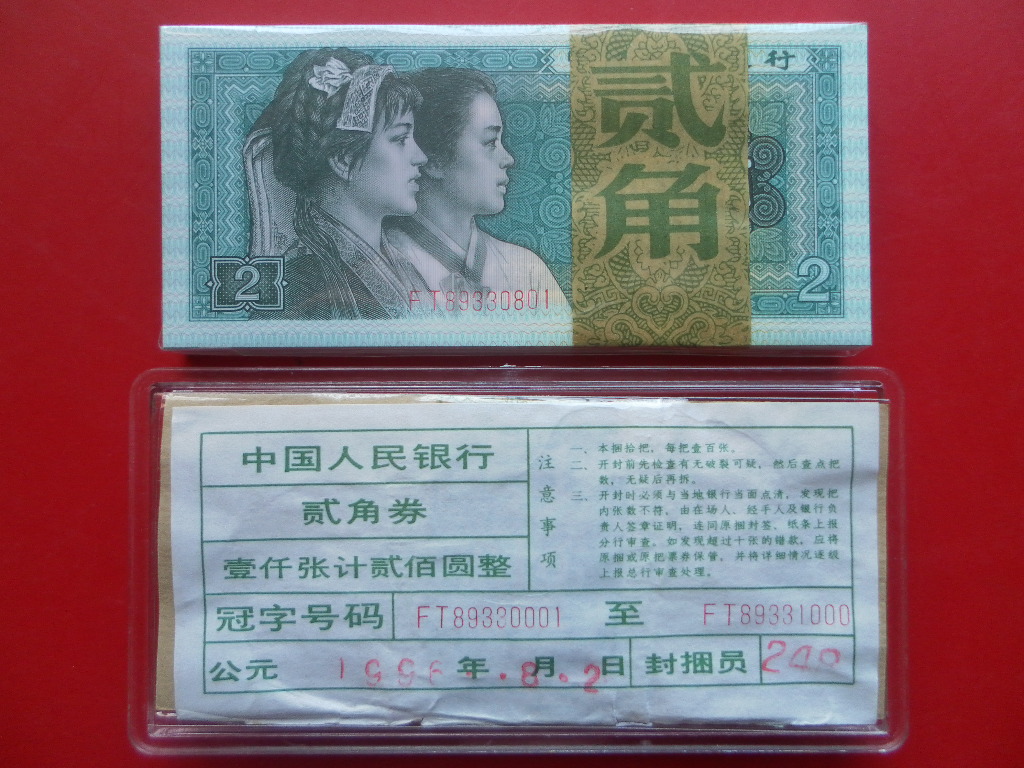 行
贰角
2
2
FT89330801
中国人民银行
贰角券
壹仟张计贰佰圆整
注意事项
一、本捆拾把，每把壹百张。
二、开封前先检查有无破裂可疑，然后查点把
数，无疑后再拆。
三、开封时必须与当地银行当面点清，发现把
内张数不符，由在场人、经手人及银行负
责人签章证明，连同原捆封签、纸条上报
分行审查。如发现超过十张的错款，应将
原捆或原把票券保管，并将详细情况逐级
上报总行审查处理。
冠字号码 FT89330001 至 FT89331000
公元 1996年.8月.2日 封捆员 240